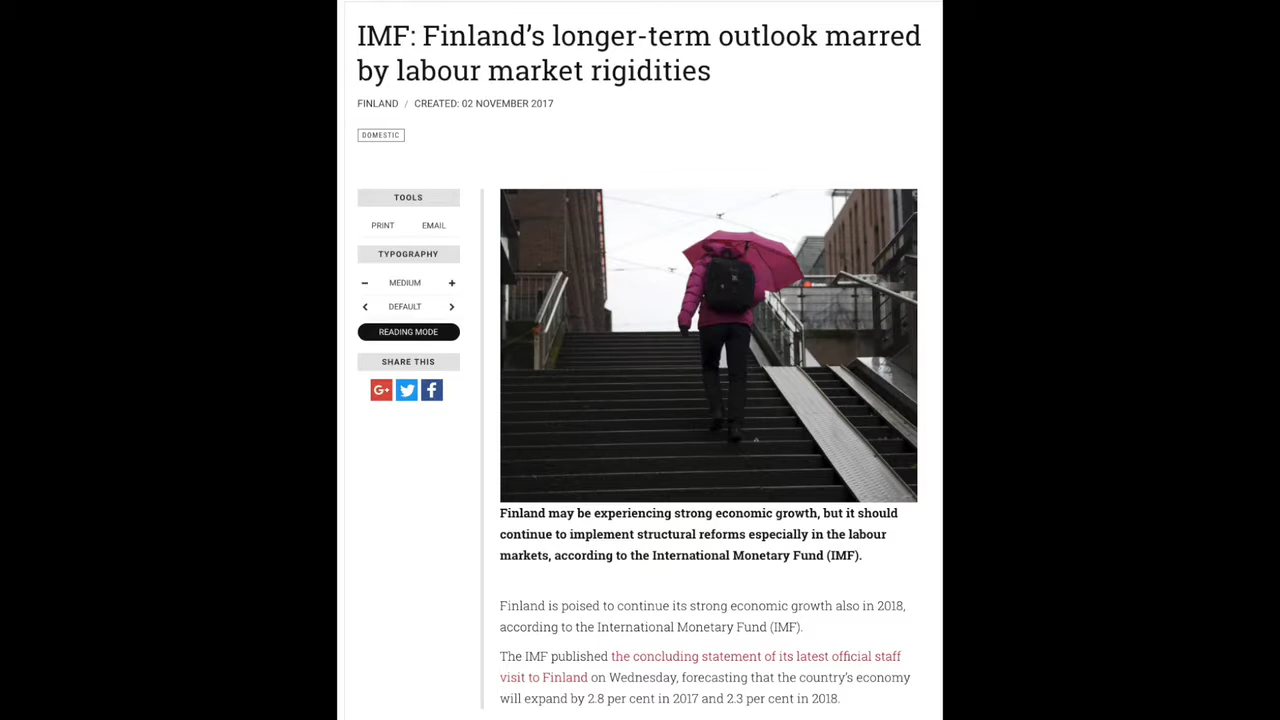 IMF: Finland’s longer-term outlook marred
by labour market rigidities
FINLAND / CREATED: 02 NOVEMBER 2017
DOMESTIC
TOOLS
PRINT EMAIL
TYPOGRAPHY
− MEDIUM +
< DEFAULT >
READING MODE
SHARE THIS
G+ f
Finland may be experiencing strong economic growth, but it should
continue to implement structural reforms especially in the labour
markets, according to the International Monetary Fund (IMF).
Finland is poised to continue its strong economic growth also in 2018,
according to the International Monetary Fund (IMF).
The IMF published the concluding statement of its latest official staff
visit to Finland on Wednesday, forecasting that the country’s economy
will expand by 2.8 per cent in 2017 and 2.3 per cent in 2018.